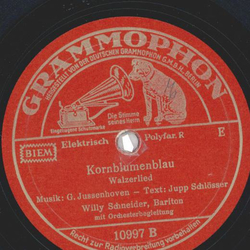 GRAMMOPHON
HERGESTELLT VON DER DEUTSCHEN GRAMMOPHON G.M.B.H. BERLIN
Die Stimme
seines Herrn
Eingetragene Schutzmarke
E
BIEM
Elektrisch
Polyfar. R
Kornblumenblau
Walzerlied
Musik: G. Jussenhoven - Text: Jupp Schlösser
Willy Schneider, Bariton
mit Orchesterbegleitung
10997 B
Recht zur Radioverbreitung vorbehalten